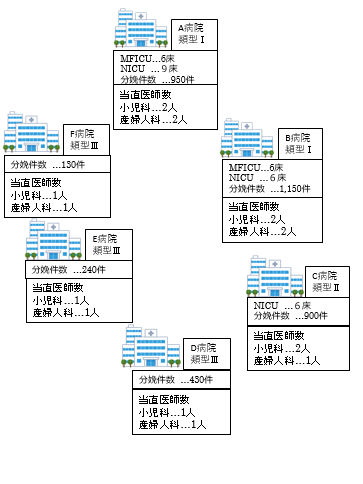 A病院
類型Ⅰ
MFICU…6床
NICU …９床
分娩件数 …950件
当直医師数
小児科…2人
産婦人科…2人
B病院
類型Ⅰ
MFICU…6床
NICU …６床
分娩件数 …1,150件
当直医師数
小児科…2人
産婦人科…2人
C病院
類型Ⅱ
NICU …６床
分娩件数 …900件
当直医師数
小児科…2人
産婦人科…1人
D病院
類型Ⅲ
分娩件数 …430件
当直医師数
小児科…1人
産婦人科…1人
E病院
類型Ⅲ
分娩件数 …240件
当直医師数
小児科…1人
産婦人科…1人
F病院
類型Ⅲ
分娩件数 …130件
当直医師数
小児科…1人
産婦人科…1人